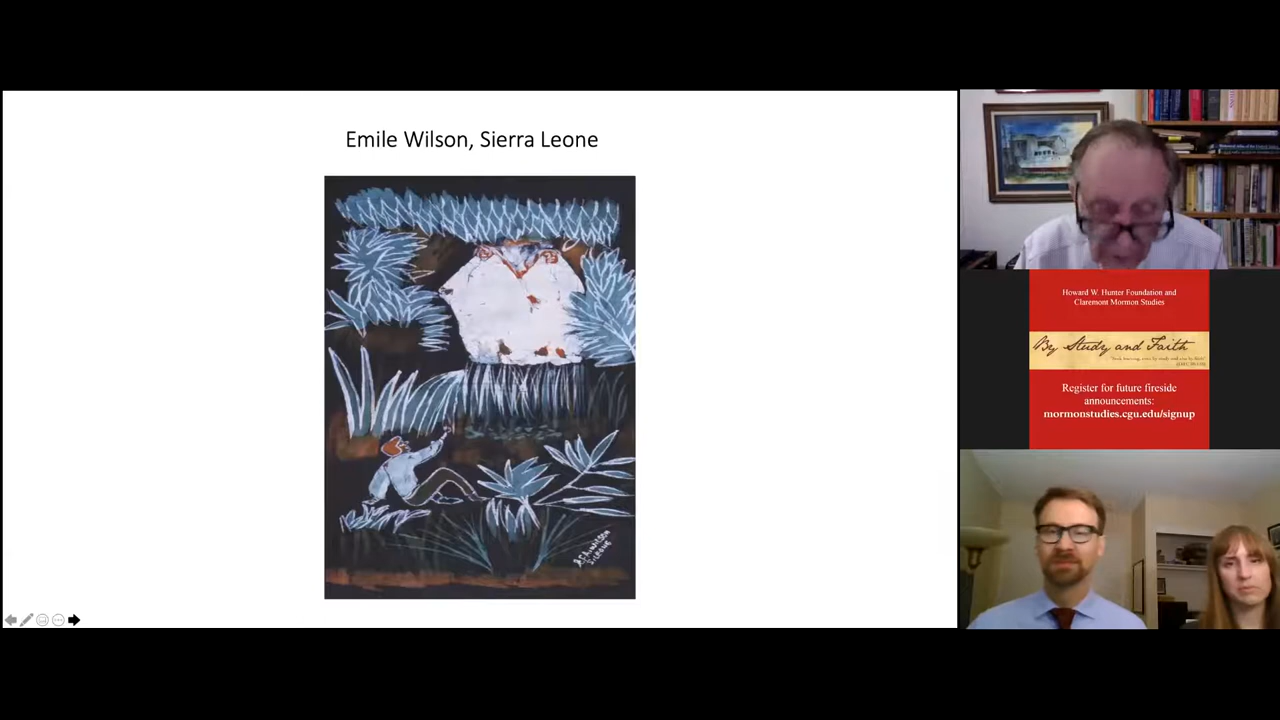 Emile Wilson, Sierra Leone
WILSON
Howard W. Hunter Foundation and
Claremont Mormon Studies
By Study and Faith
Register for future fireside
announcements:
mormonstudies.cgu.edu/signup